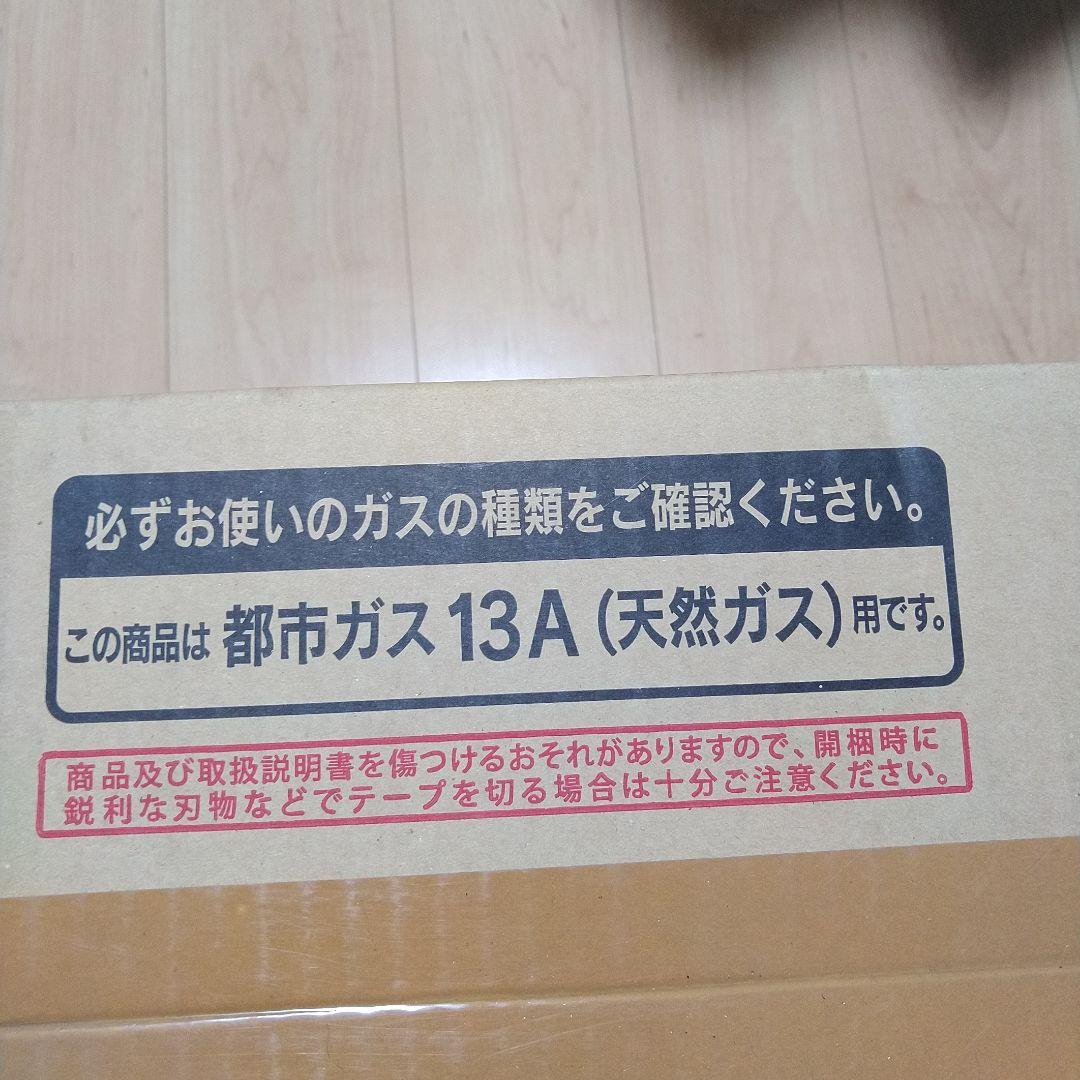 必ずお使いのガスの種類をご確認ください。
この商品は 都市ガス13A（天然ガス）用です。
商品及び取扱説明書を傷つけるおそれがありますので、開梱時に
鋭利な刃物などでテープを切る場合は十分ご注意ください。